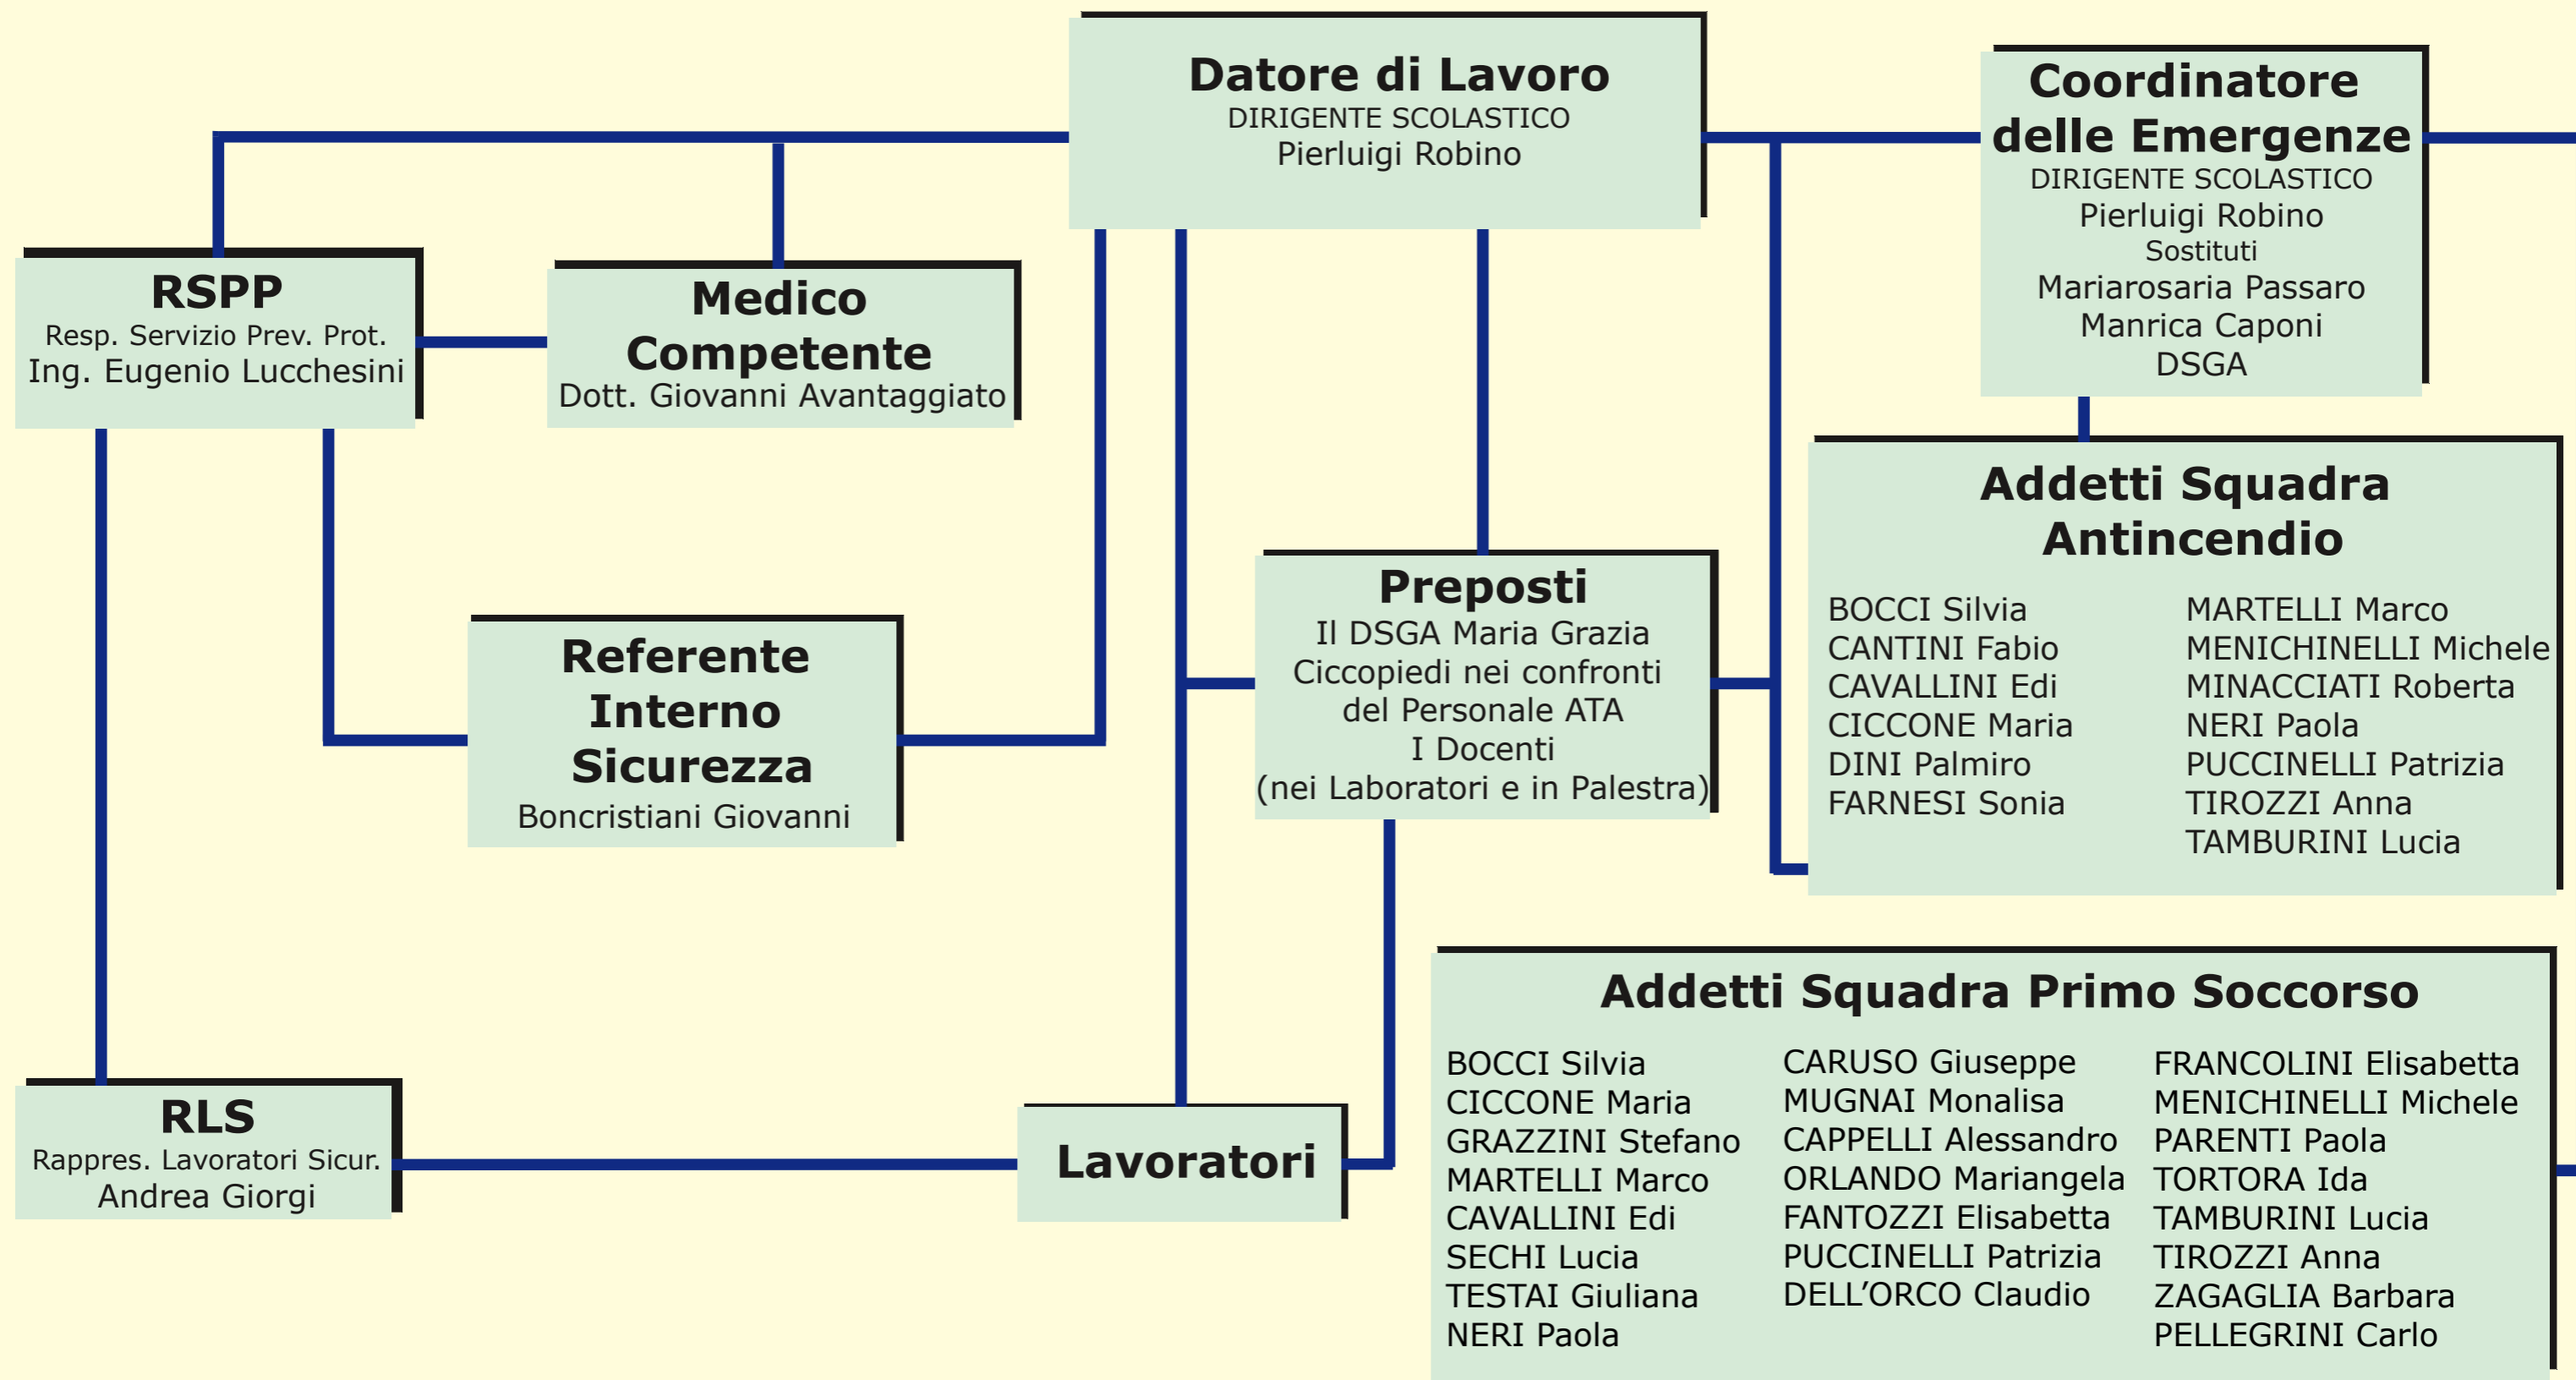 Datore di Lavoro
DIRIGENTE SCOLASTICO
Pierluigi Robino
Coordinatore
delle Emergenze
DIRIGENTE SCOLASTICO
Pierluigi Robino
Sostituti
Mariarosaria Passaro
Manrica Caponi
DSGA
RSPP
Resp. Servizio Prev. Prot.
Ing. Eugenio Lucchesini
Medico
Competente
Dott. Giovanni Avantaggiato
Addetti Squadra
Antincendio
BOCCI Silvia
CANTINI Fabio
CAVALLINI Edi
CICCONE Maria
DINI Palmiro
FARNESI Sonia
MARTELLI Marco
MENICHINELLI Michele
MINACCIATI Roberta
NERI Paola
PUCCINELLI Patrizia
TIROZZI Anna
TAMBURINI Lucia
Preposti
Il DSGA Maria Grazia
Ciccopiedi nei confronti
del Personale ATA
I Docenti
(nei Laboratori e in Palestra)
Referente
Interno
Sicurezza
Boncristiani Giovanni
Addetti Squadra Primo Soccorso
BOCCI Silvia
CICCONE Maria
GRAZZINI Stefano
MARTELLI Marco
CAVALLINI Edi
SECHI Lucia
TESTAI Giuliana
NERI Paola
CARUSO Giuseppe
MUGNAI Monalisa
CAPPELLI Alessandro
ORLANDO Mariangela
FANTOZZI Elisabetta
PUCCINELLI Patrizia
DELL’ORCO Claudio
FRANCOLINI Elisabetta
MENICHINELLI Michele
PARENTI Paola
TORTORA Ida
TAMBURINI Lucia
TIROZZI Anna
ZAGAGLIA Barbara
PELLEGRINI Carlo
RLS
Rappres. Lavoratori Sicur.
Andrea Giorgi
Lavoratori